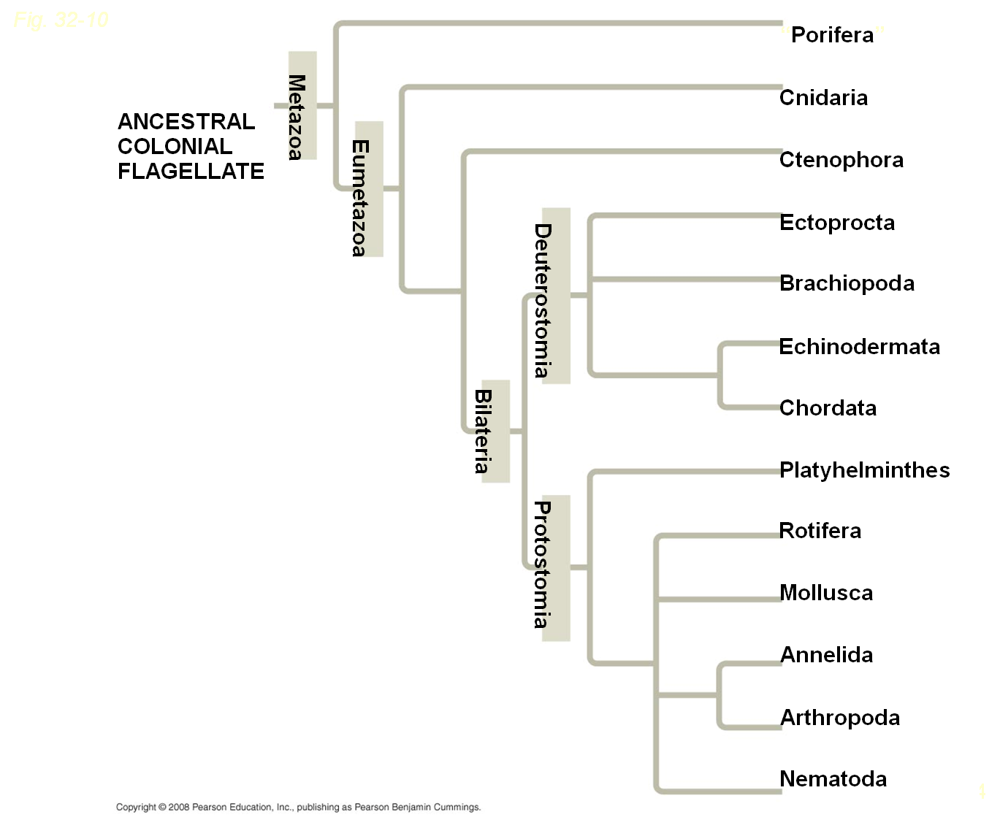 Fig. 32-10
"Porifera"
Metazoa
Cnidaria
ANCESTRAL
COLONIAL
FLAGELLATE
Eumetazoa
Ctenophora
Deuterostomia
Ectoprocta
Brachiopoda
Echinodermata
Bilateria
Chordata
Platyhelminthes
Protostomia
Rotifera
Mollusca
Annelida
Arthropoda
Nematoda
Copyright © 2008 Pearson Education, Inc., publishing as Pearson Benjamin Cummings.